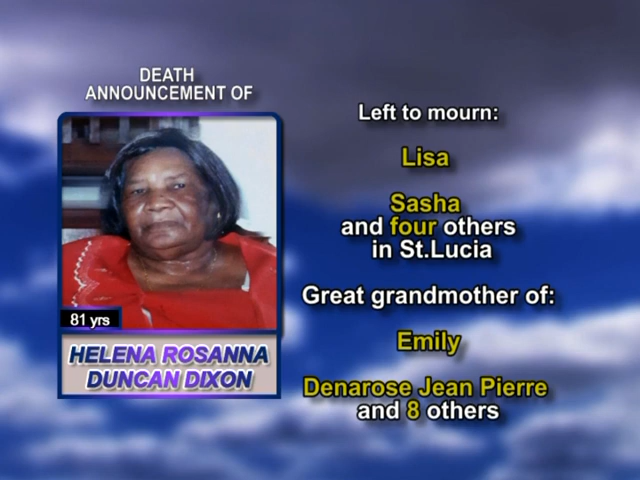 DEATH
ANNOUNCEMENT OF
81 yrs
HELENA ROSANNA
DUNCAN DIXON
Left to mourn:
Lisa
Sasha
and four others
in St.Lucia
Great grandmother of:
Emily
Denarose Jean Pierre
and 8 others